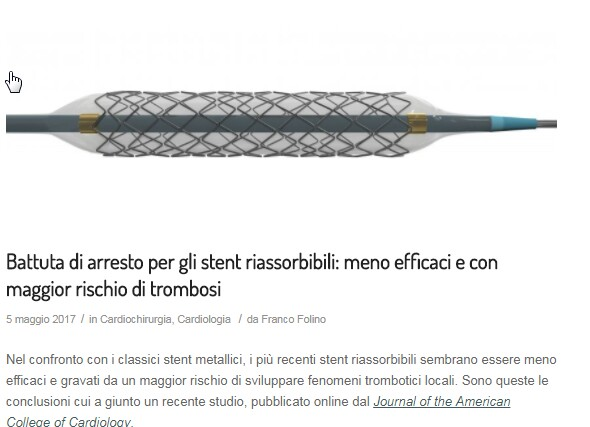 Battuta di arresto per gli stent riassorbibili: meno efficaci e con
maggior rischio di trombosi
5 maggio 2017 / in Cardiochirurgia, Cardiologia / da Franco Folino
Nel confronto con i classici stent metallici, i più recenti stent riassorbibili sembrano essere meno
efficaci e gravati da un maggior rischio di sviluppare fenomeni trombotici locali. Sono queste le
conclusioni cui a giunto un recente studio, pubblicato online dal Journal of the American
College of Cardiology.